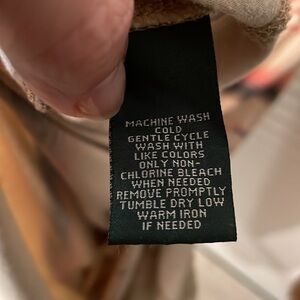 MACHINE WASH
COLD
GENTLE CYCLE
WASH WITH
LIKE COLORS
ONLY NON-
CHLORINE BLEACH
WHEN NEEDED
REMOVE PROMPTLY
TUMBLE DRY LOW
WARM IRON
IF NEEDED